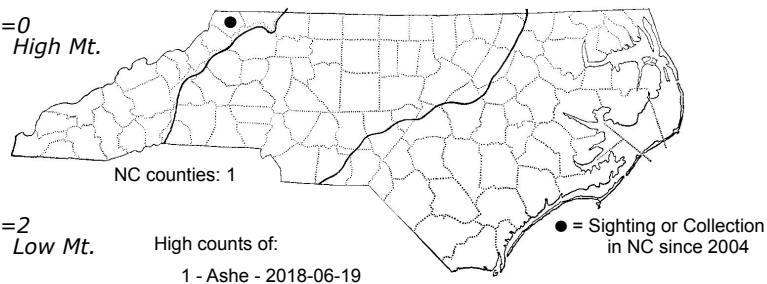 =0
High Mt.
NC counties: 1
=2
Low Mt.
High counts of:
1 - Ashe - 2018-06-19
● = Sighting or Collection
in NC since 2004